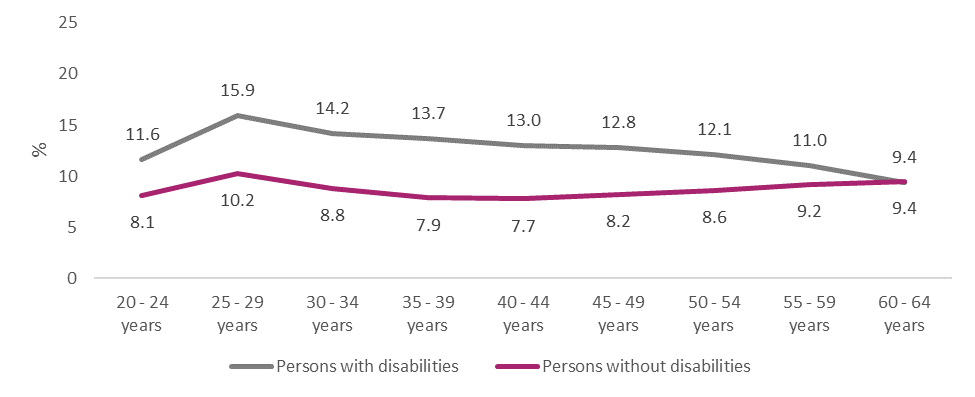 25
20
15
10
5
0
%
11.6
15.9
14.2
13.7
13.0
12.8
12.1
11.0
9.4
8.1
10.2
8.8
7.9
7.7
8.2
8.6
9.2
9.4
20 - 24
years
25 - 29
years
30 - 34
years
35 - 39
years
40 - 44
years
45 - 49
years
50 - 54
years
55 - 59
years
60 - 64
years
Persons with disabilities
Persons without disabilities